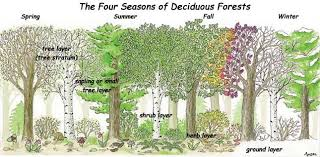 The Four Seasons of Deciduous Forests
Spring Summer Fall Winter
tree layer
(tree stratum)
sapling or small
tree layer
shrub layer
herb layer
ground layer